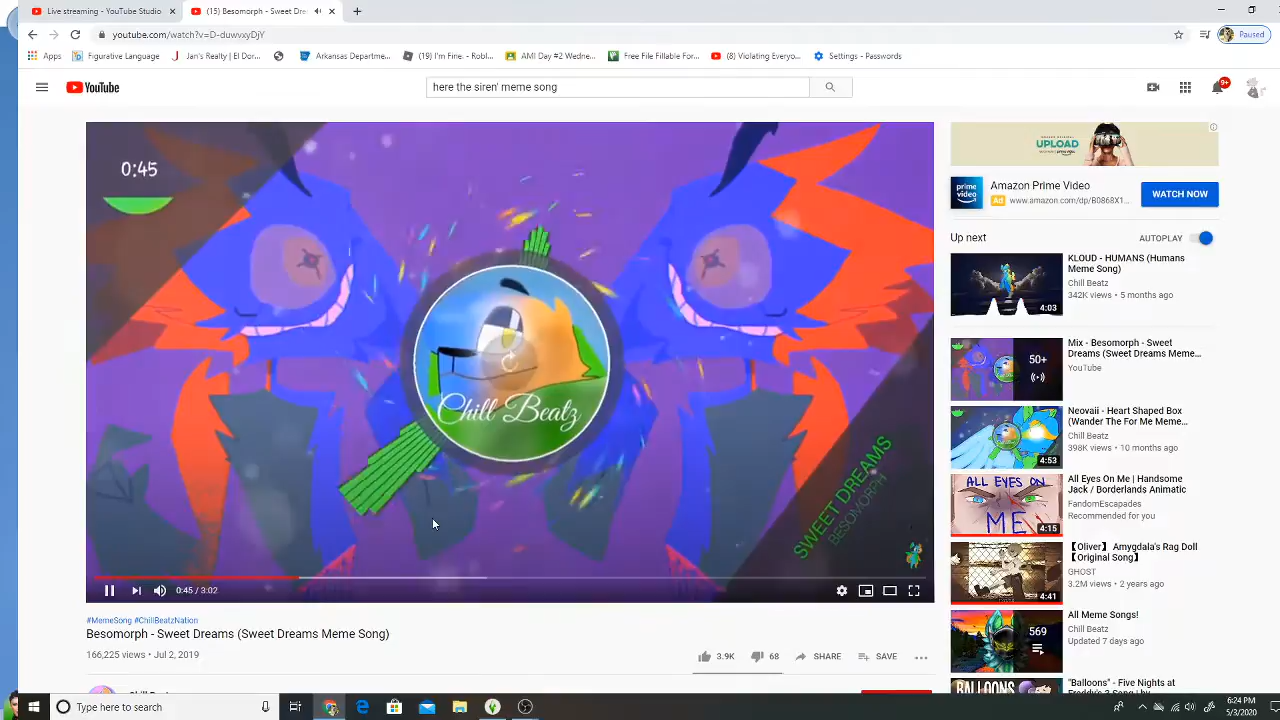 Live streaming - YouTube Studio
(15) Besomorph - Sweet Dre
youtube.com/watch?v=D-duwvxyDjY
Paused
Apps
Figurative Language
Jan's Realty | El Dor...
Arkansas Departme...
(19) I'm Fine. - Robl...
AMI Day #2 Wedne...
Free File Fillable For...
(8) Violating Everyo...
Settings - Passwords
YouTube
here the siren' meme song
9+
0:45
Chill Beatz
SWEET DREAMS
BESOMORPH
0:45 / 3:02
#MemeSong #ChillBeatzNation
Besomorph - Sweet Dreams (Sweet Dreams Meme Song)
166,225 views • Jul 2, 2019
3.9K
68
SHARE
SAVE
UPLOAD
prime video
Amazon Prime Video
Ad www.amazon.com/dp/B0868X1...
WATCH NOW
Up next
AUTOPLAY
KLOUD - HUMANS (Humans
Meme Song)
Chill Beatz
342K views • 5 months ago
4:03
Mix - Besomorph - Sweet
Dreams (Sweet Dreams Meme...
YouTube
50+
Neovaii - Heart Shaped Box
(Wander The For Me Meme...
Chill Beatz
398K views • 10 months ago
4:53
All Eyes On Me | Handsome
Jack / Borderlands Animatic
FandomEscapades
Recommended for you
ALL EYES ON
ME
4:15
【Oliver】 Amygdala's Rag Doll
【Original Song】
GHOST
3.2M views • 2 years ago
4:41
All Meme Songs!
Chill Beatz
Updated 7 days ago
569
"Balloons" - Five Nights at
BALLOONS
Type here to search
6:24 PM
5/3/2020